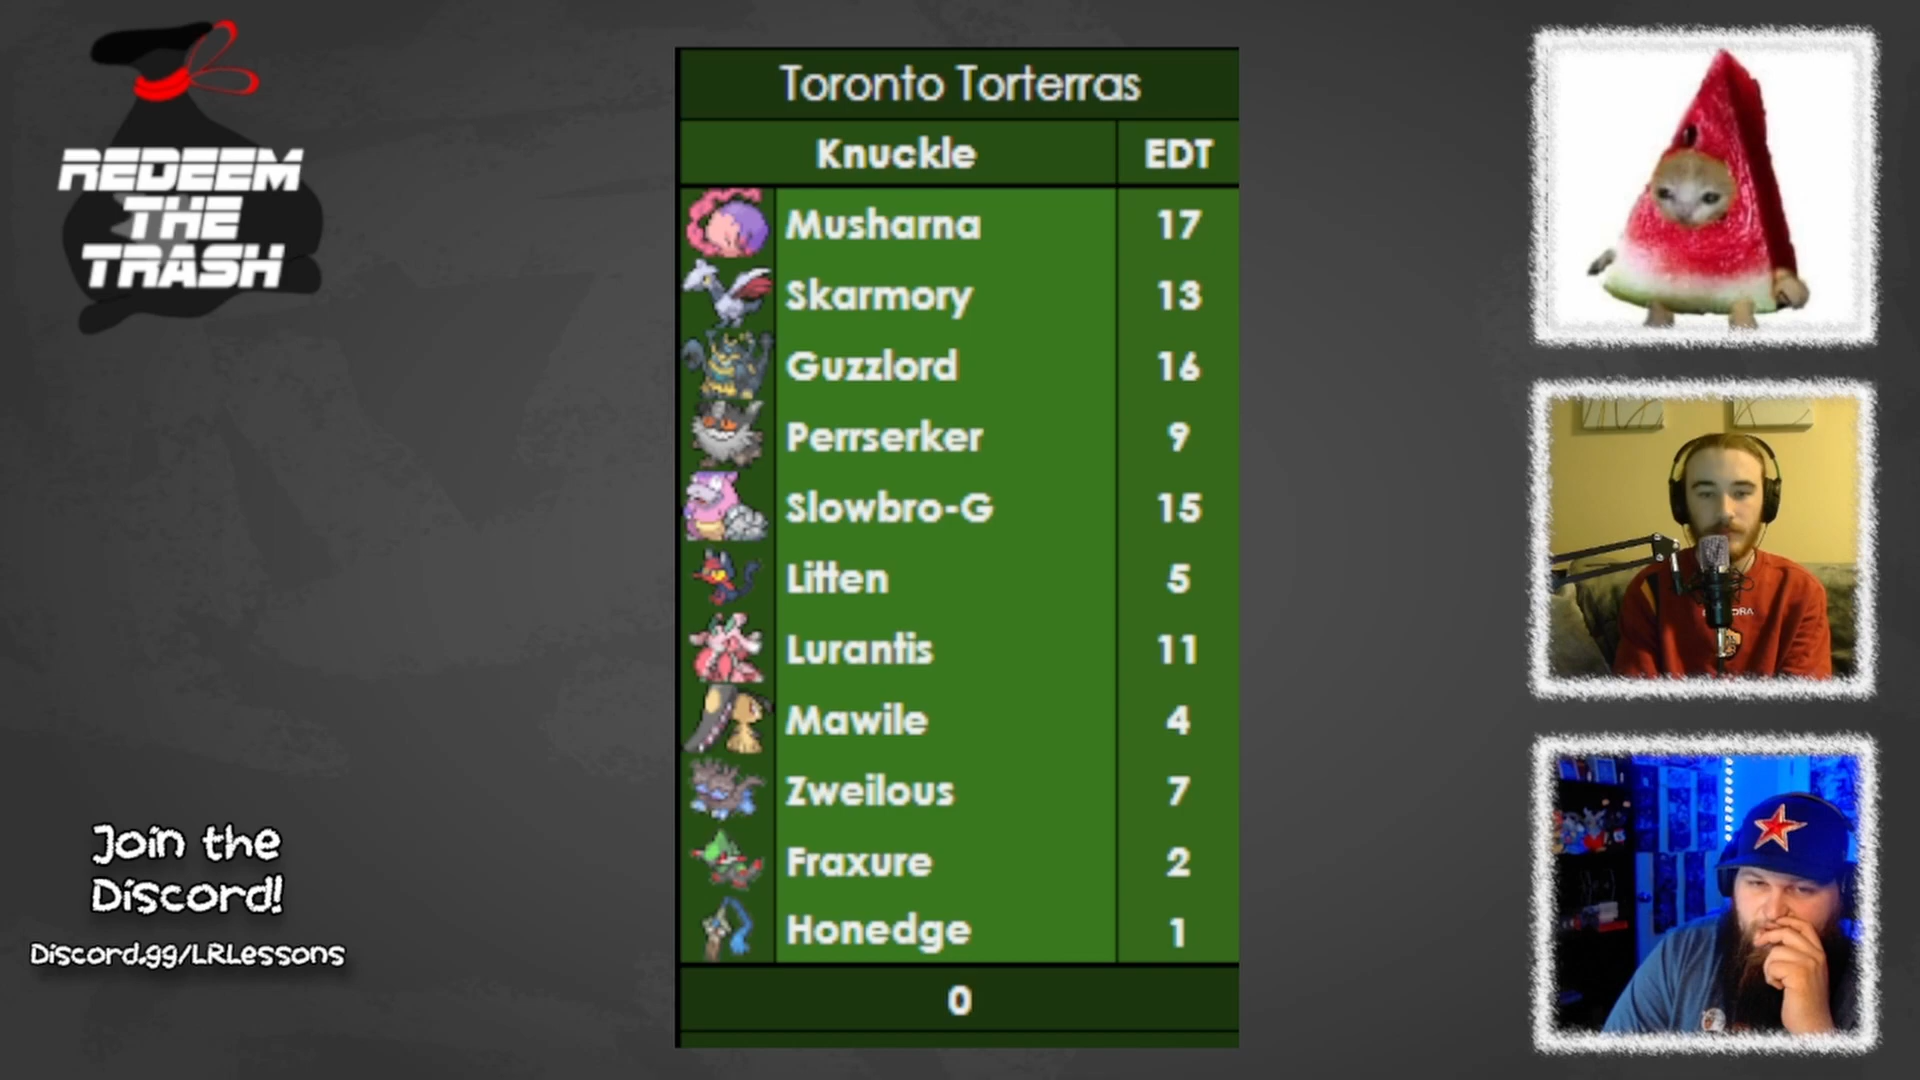 REDEEM
THE
TRASH
Join the
Discord!
Discord.gg/LRLessons
Toronto Torterras
Knuckle EDT
Musharna 17
Skarmory 13
Guzzlord 16
Perrserker 9
Slowbro-G 15
Litten 5
Lurantis 11
Mawile 4
Zweilous 7
Fraxure 2
Honedge 1
0